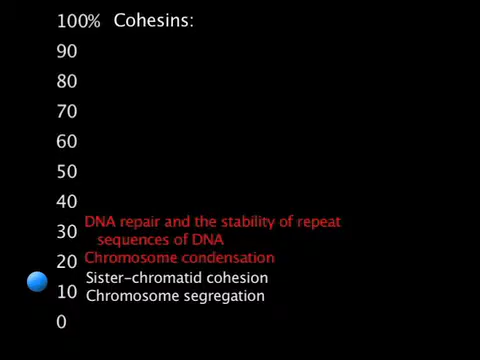 100% Cohesins:
90
80
70
60
50
40
DNA repair and the stability of repeat
30
sequences of DNA
Chromosome condensation
20
Sister-chromatid cohesion
10
Chromosome segregation
0